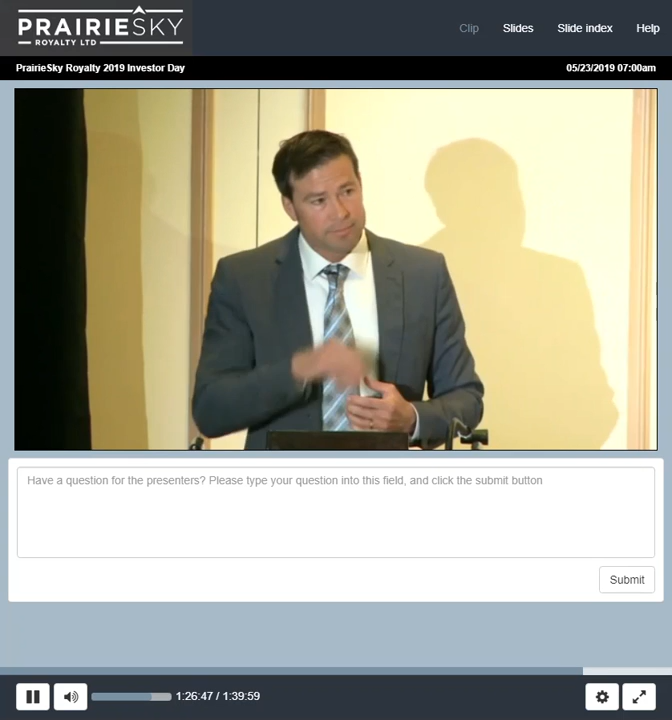 PRAIRIESKY
ROYALTY LTD
Clip
Slides
Slide index
Help
PrairieSky Royalty 2019 Investor Day
05/23/2019 07:00am
Have a question for the presenters? Please type your question into this field, and click the submit button
Submit
1:26:47 / 1:39:59